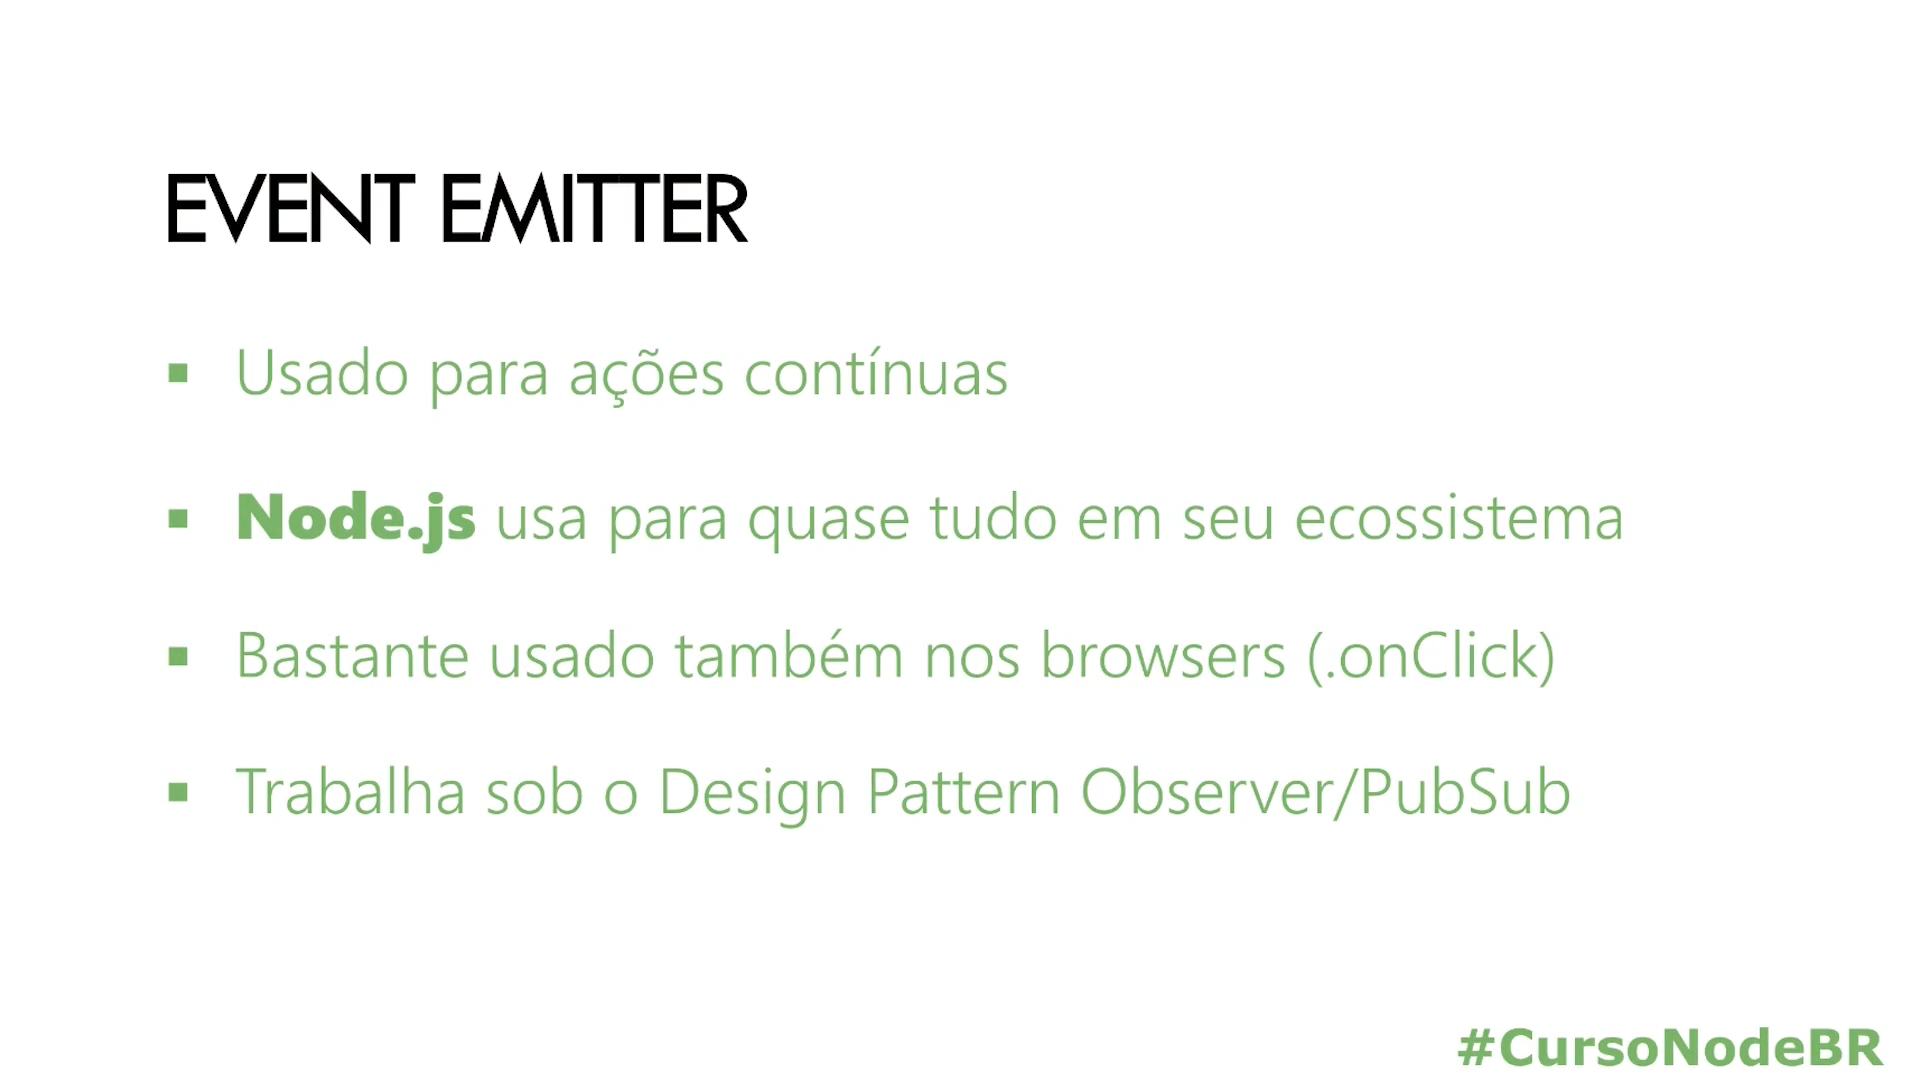 EVENT EMITTER
▪ Usado para ações contínuas
▪ Node.js usa para quase tudo em seu ecossistema
▪ Bastante usado também nos browsers (.onClick)
▪ Trabalha sob o Design Pattern Observer/PubSub
#CursoNodeBR